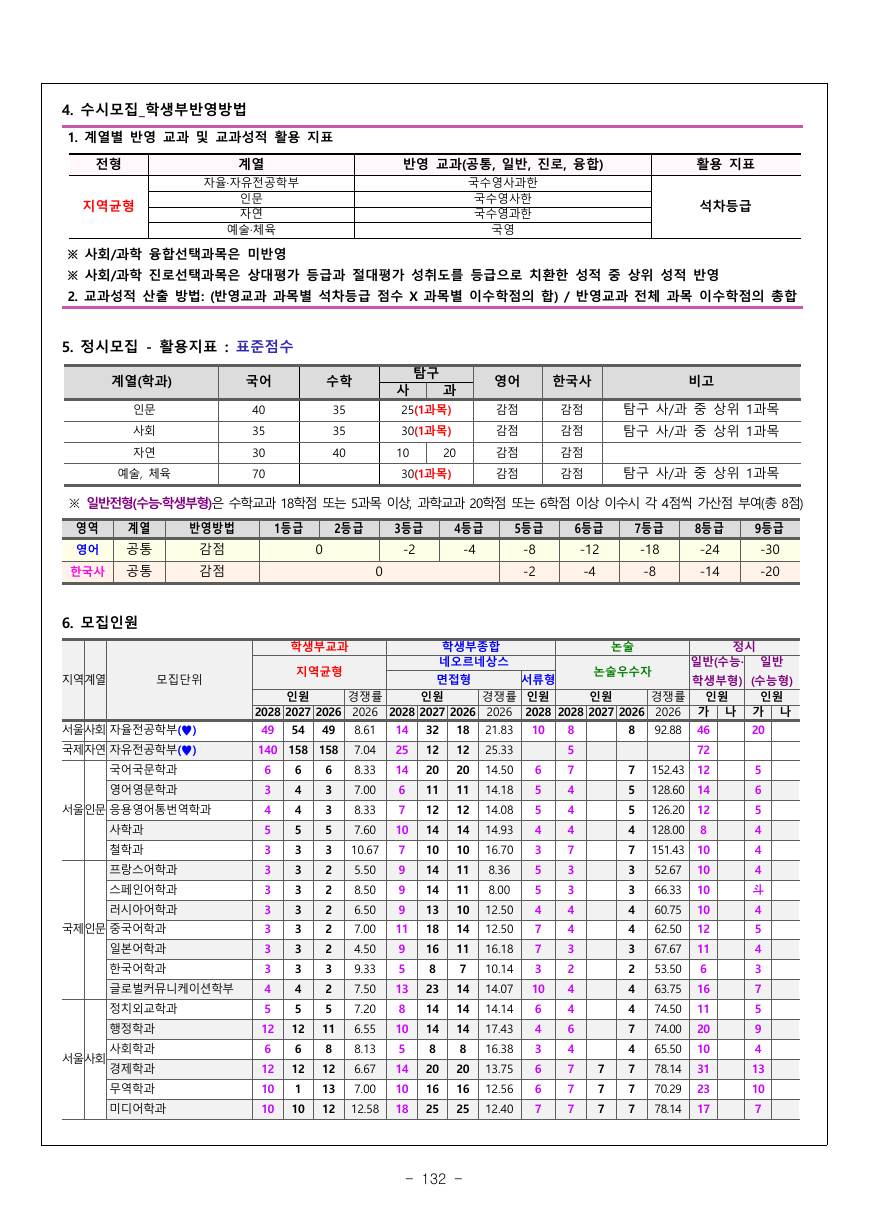 4. 수시모집_학생부반영방법
1. 계열별 반영 교과 및 교과성적 활용 지표
전형 계열 반영 교과(공통, 일반, 진로, 융합) 활용 지표
지역균형 자율·자유전공학부 국수영사과한 석차등급
인문 국수영사한
자연 국수영과한
예술·체육 국영
※ 사회/과학 융합선택과목은 미반영
※ 사회/과학 진로선택과목은 상대평가 등급과 절대평가 성취도를 등급으로 치환한 성적 중 상위 성적 반영
2. 교과성적 산출 방법: (반영교과 과목별 석차등급 점수 X 과목별 이수학점의 합) / 반영교과 전체 과목 이수학점의 총합
5. 정시모집 - 활용지표 : 표준점수
계열(학과) 국어 수학 탐구 영어 한국사 비고
사 과
인문 40 35 25(1과목) 감점 감점 탐구 사/과 중 상위 1과목
사회 35 35 30(1과목) 감점 감점 탐구 사/과 중 상위 1과목
자연 30 40 10 20 감점 감점
예술, 체육 70 30(1과목) 감점 감점 탐구 사/과 중 상위 1과목
※ 일반전형(수능·학생부형)은 수학교과 18학점 또는 5과목 이상, 과학교과 20학점 또는 6학점 이상 이수시 각 4점씩 가산점 부여(총 8점)
영역 계열 반영방법 1등급 2등급 3등급 4등급 5등급 6등급 7등급 8등급 9등급
영어 공통 감점 0 -2 -4 -8 -12 -18 -24 -30
한국사 공통 감점 0 -2 -4 -8 -14 -20
6. 모집인원
지역 계열 모집단위 학생부교과 학생부종합 논술 정시
지역균형 네오르네상스 논술우수자 일반(수능·학생부형) 일반(수능형)
면접형 서류형
인원 경쟁률 인원 경쟁률 인원 인원 경쟁률 인원 인원
2028 2027 2026 2026 2028 2027 2026 2026 2028 2028 2027 2026 2026 가 나 가 나
서울 사회 자율전공학부(♥) 49 54 49 8.61 14 32 18 21.83 10 8 8 92.88 46 20
국제 자연 자유전공학부(♥) 140 158 158 7.04 25 12 12 25.33 5 72
서울 인문 국어국문학과 6 6 6 8.33 14 20 20 14.50 6 7 7 152.43 12 5
영어영문학과 3 4 3 7.00 6 11 11 14.18 5 4 5 128.60 14 6
응용영어통번역학과 4 4 3 8.33 7 12 12 14.08 5 4 5 126.20 12 5
사학과 5 5 5 7.60 10 14 14 14.93 4 4 4 128.00 8 4
철학과 3 3 3 10.67 7 10 10 16.70 3 7 7 151.43 10 4
국제 인문 프랑스어학과 3 3 2 5.50 9 14 11 8.36 5 3 3 52.67 10 4
스페인어학과 3 3 2 8.50 9 14 11 8.00 5 3 3 66.33 10
러시아어학과 3 3 2 6.50 9 13 10 12.50 4 4 4 60.75 10 4
중국어학과 3 3 2 7.00 11 18 14 12.50 7 4 4 62.50 12 5
일본어학과 3 3 2 4.50 9 16 11 16.18 7 3 3 67.67 11 4
한국어학과 3 3 3 9.33 5 8 7 10.14 3 2 2 53.50 6 3
글로벌커뮤니케이션학부 4 4 2 7.50 13 23 14 14.07 10 4 4 63.75 16 7
서울 사회 정치외교학과 5 5 5 7.20 8 14 14 14.14 6 4 4 74.50 11 5
행정학과 12 12 11 6.55 10 14 14 17.43 4 6 7 74.00 20 9
사회학과 6 6 8 8.13 5 8 8 16.38 3 4 4 65.50 10 4
경제학과 12 12 12 6.67 14 20 20 13.75 6 7 7 7 78.14 31 13
무역학과 10 1 13 7.00 10 16 16 12.56 6 7 7 7 70.29 23 10
미디어학과 10 10 12 12.58 18 25 25 12.40 7 7 7 7 78.14 17 7
- 132 -